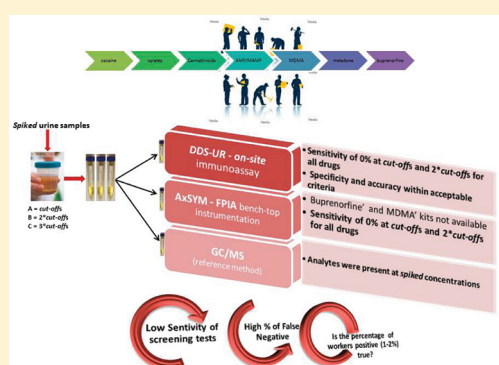 cocaine
opiates
Cannabinoids
AMP/MAMP
MDMA
metadone
buprenorfine
Spiked urine samples
A = cut-offs
B = 2*cut-offs
C = 3*cut-offs
DDS-UR - on-site
immunoassay
• Sensitivity of 0% at cut-offs and 2*cut-offs for
all drugs
• Specificity and accuracy within acceptable
criteria
AxSYM - FPIA bench-top
instrumentation
• Buprenorfine' and MDMA' kits not available
• Sensitivity of 0% at cut-offs and 2*cut-offs
for all drugs
GC/MS
(reference method)
• Analytes were present at spiked concentrations
Low Sentivity of
screening tests
High % of False
Negative
Is the percentage of
workers positive (1-2%)
true?